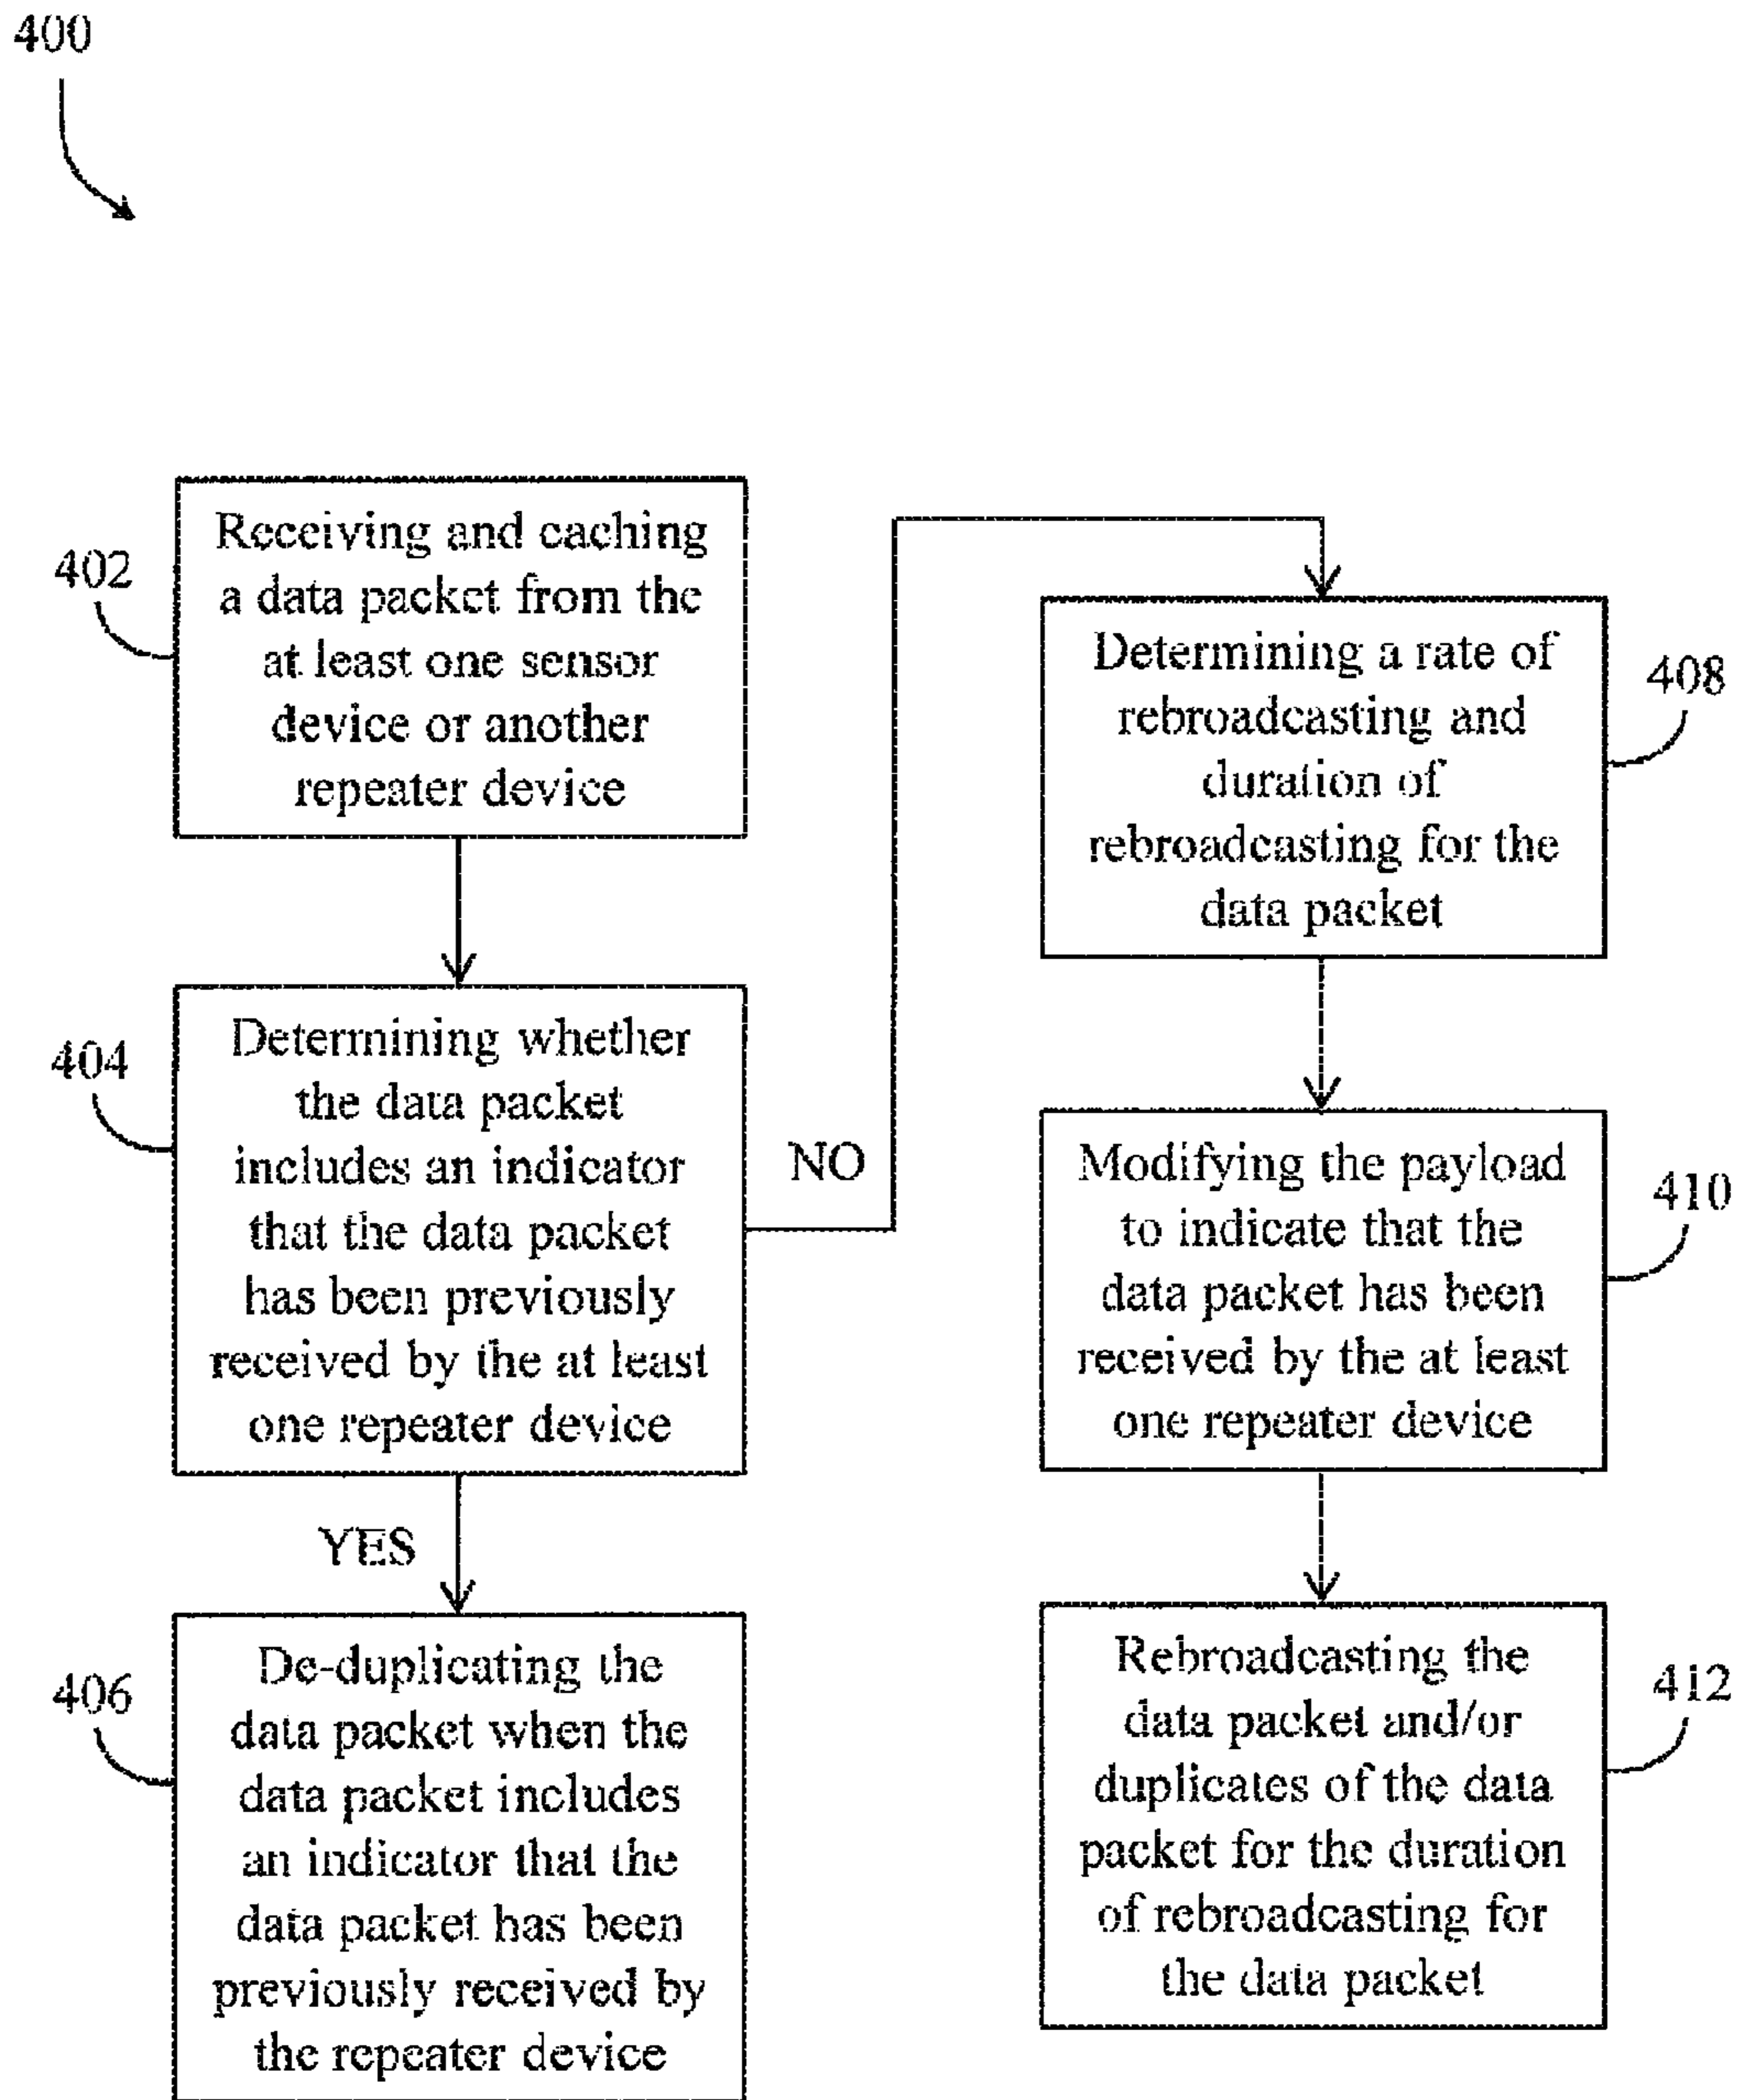 400
402
Receiving and caching
a data packet from the
at least one sensor
device or another
repeater device
404
Determining whether
the data packet
includes an indicator
that the data packet
has been previously
received by the at least
one repeater device
NO
YES
406
De-duplicating the
data packet when the
data packet includes
an indicator that the
data packet has been
previously received by
the repeater device
408
Determining a rate of
rebroadcasting and
duration of
rebroadcasting for the
data packet
410
Modifying the payload
to indicate that the
data packet has been
received by the at least
one repeater device
412
Rebroadcasting the
data packet and/or
duplicates of the data
packet for the duration
of rebroadcasting for
the data packet